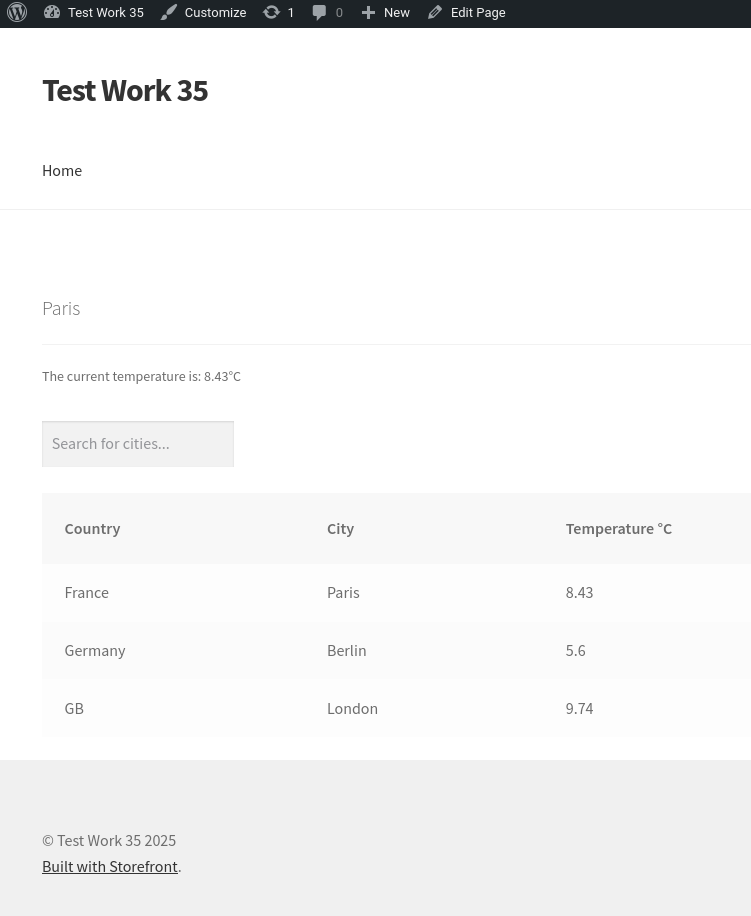 Test Work 35 Customize 1 0 New Edit Page
Test Work 35
Home
Paris
The current temperature is: 8.43°C
Search for cities...
Country City Temperature °C
France Paris 8.43
Germany Berlin 5.6
GB London 9.74
© Test Work 35 2025
Built with Storefront.